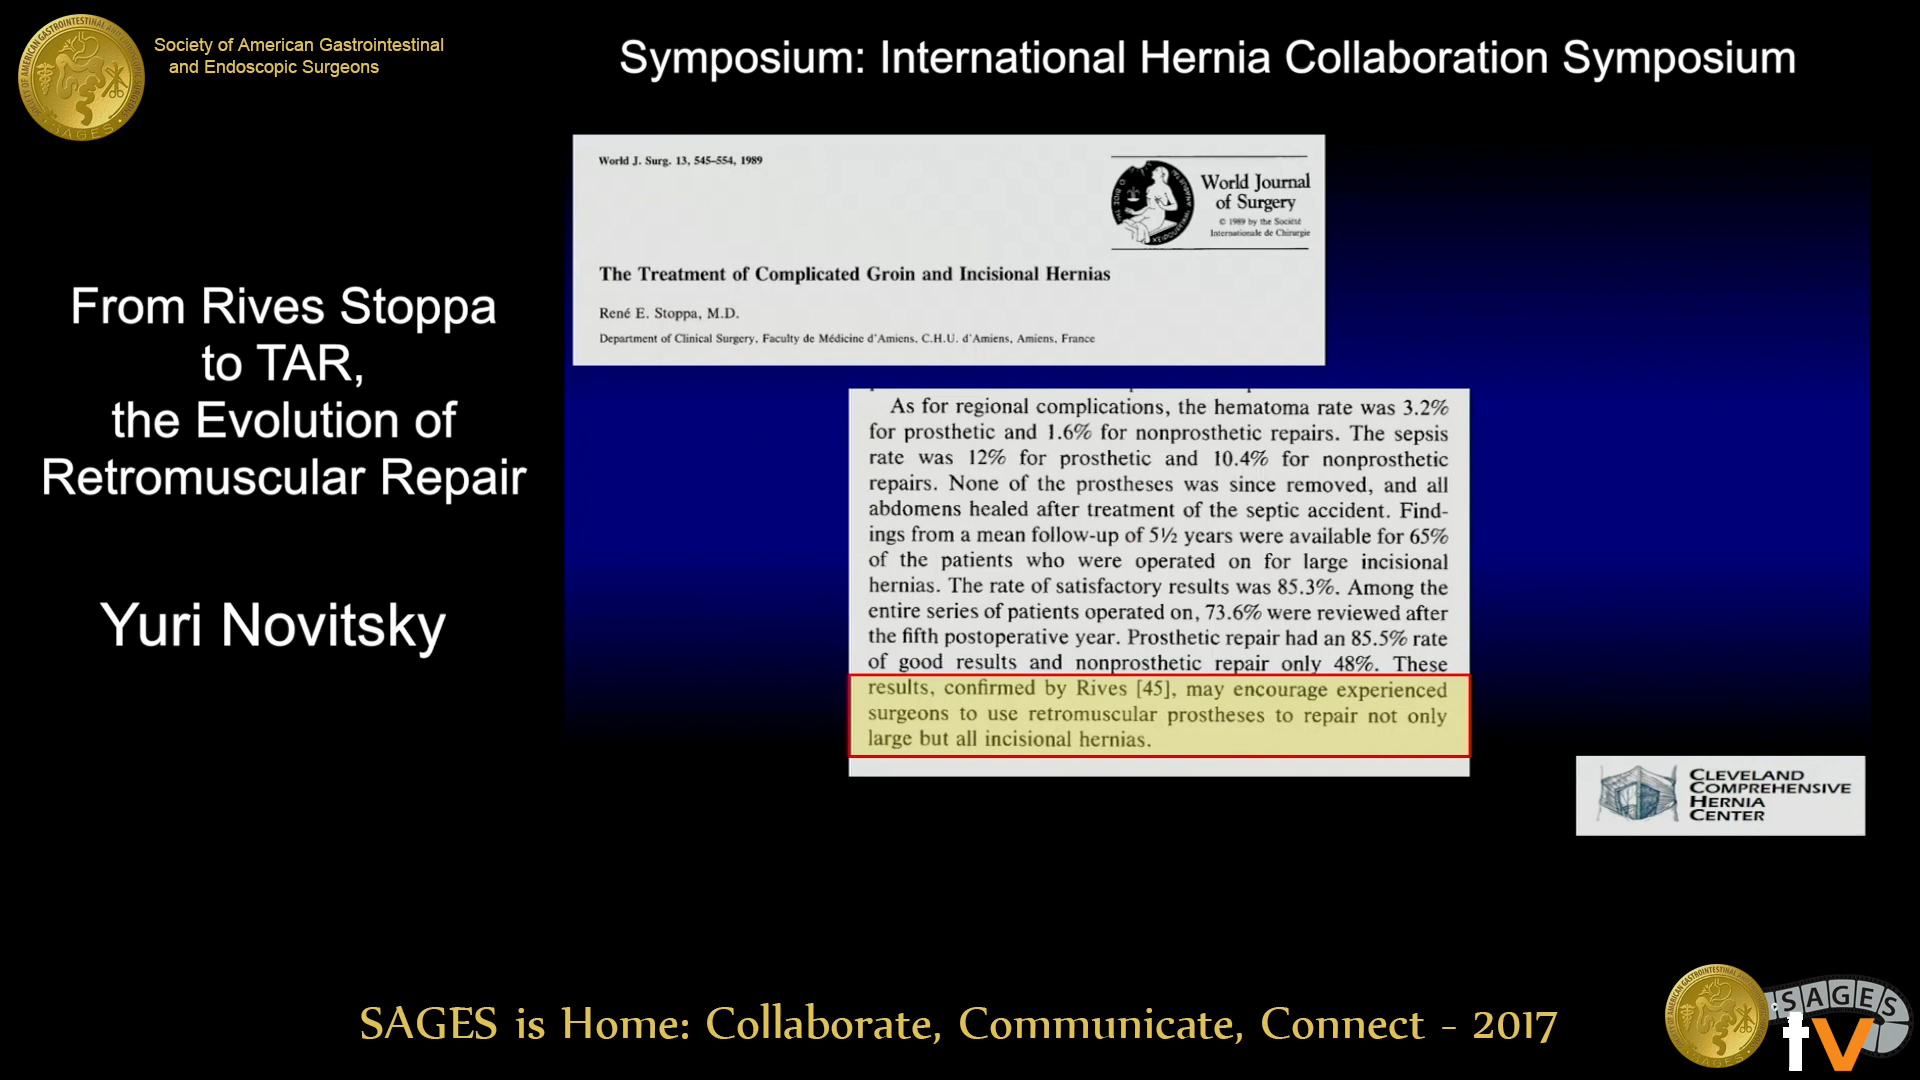 Society of American Gastrointestinal
and Endoscopic Surgeons
Symposium: International Hernia Collaboration Symposium
From Rives Stoppa
to TAR,
the Evolution of
Retromuscular Repair
Yuri Novitsky
World J. Surg. 13, 545–554, 1989
World Journal
of Surgery
© 1989 by the Société
Internationale de Chirurgie
The Treatment of Complicated Groin and Incisional Hernias
René E. Stoppa, M.D.
Department of Clinical Surgery, Faculty de Médicine d'Amiens, C.H.U. d'Amiens, Amiens, France
As for regional complications, the hematoma rate was 3.2%
for prosthetic and 1.6% for nonprosthetic repairs. The sepsis
rate was 12% for prosthetic and 10.4% for nonprosthetic
repairs. None of the prostheses was since removed, and all
abdomens healed after treatment of the septic accident. Find-
ings from a mean follow-up of 5½ years were available for 65%
of the patients who were operated on for large incisional
hernias. The rate of satisfactory results was 85.3%. Among the
entire series of patients operated on, 73.6% were reviewed after
the fifth postoperative year. Prosthetic repair had an 85.5% rate
of good results and nonprosthetic repair only 48%. These
results, confirmed by Rives [45], may encourage experienced
surgeons to use retromuscular prostheses to repair not only
large but all incisional hernias.
CLEVELAND
COMPREHENSIVE
HERNIA
CENTER
SAGES is Home: Collaborate, Communicate, Connect - 2017
SAGES
tv